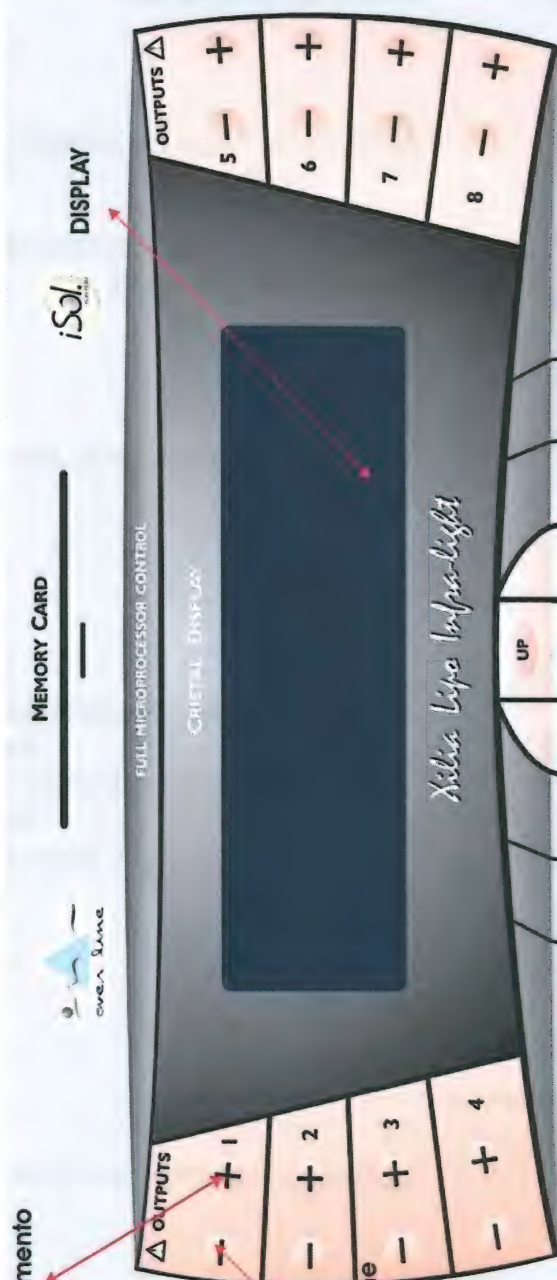 MEMORY CARD
iSol.
DISPLAY
over line
mento
FULL MICROPROCESSOR CONTROL
CRISTAL DISPLAY
⚠ OUTPUTS
− + 1
− + 2
− + 3
e
− + 4
OUTPUTS ⚠
5 − +
6 − +
7 − +
8 − +
Xilia Lipo Infra-light
UP